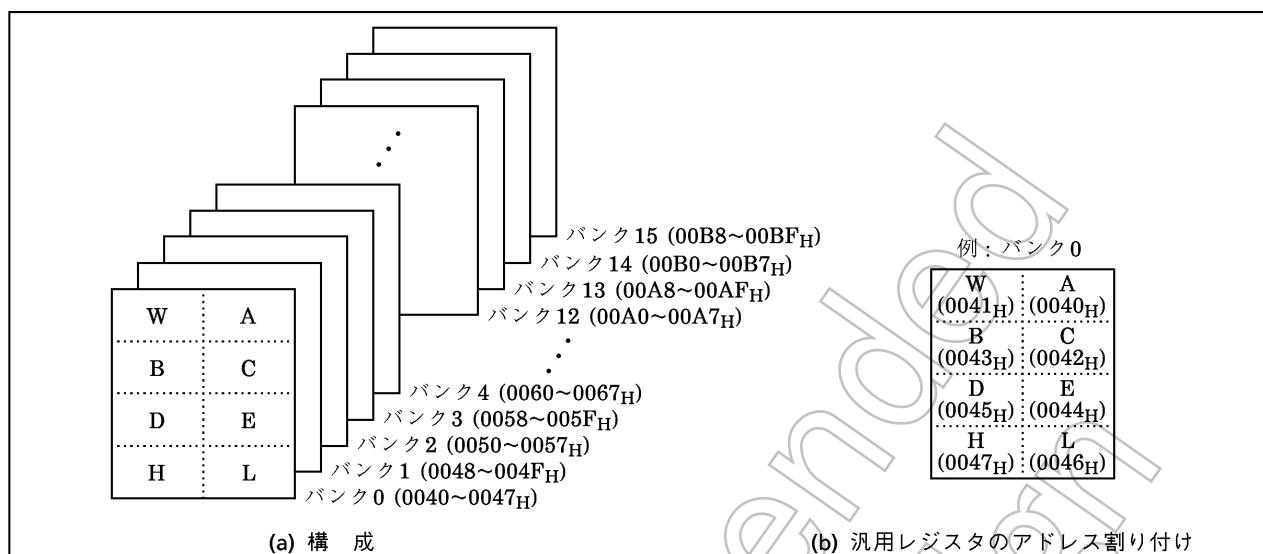 バンク15 (00B8~00BFH)
バンク14 (00B0~00B7H)
バンク13 (00A8~00AFH)
バンク12 (00A0~00A7H)
W A
B C
D E
H L
バンク4 (0060~0067H)
バンク3 (0058~005FH)
バンク2 (0050~0057H)
バンク1 (0048~004FH)
バンク0 (0040~0047H)
(a) 構 成
例：バンク0
W A
(0041H) (0040H)
B C
(0043H) (0042H)
D E
(0045H) (0044H)
H L
(0047H) (0046H)
(b) 汎用レジスタのアドレス割り付け